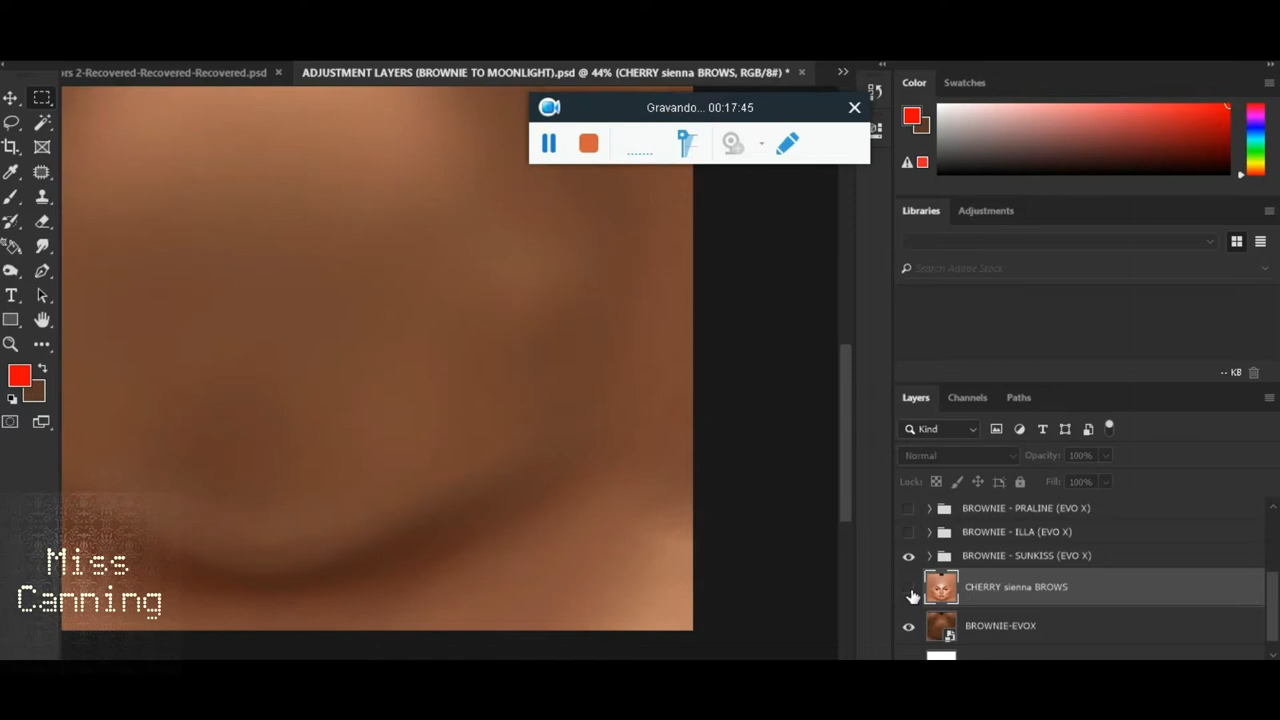 ors 2-Recovered-Recovered-Recovered.psd
ADJUSTMENT LAYERS (BROWNIE TO MOONLIGHT).psd @ 44% (CHERRY sienna BROWS, RGB/8#) *
Gravando... 00:17:45
Color
Swatches
Libraries
Adjustments
Search Adobe Stock
-- KB
Layers
Channels
Paths
Kind
Normal
Opacity: 100%
Lock:
Fill: 100%
BROWNIE - PRALINE (EVO X)
BROWNIE - ILLA (EVO X)
BROWNIE - SUNKISS (EVO X)
CHERRY sienna BROWS
BROWNIE-EVOX
Miss
Canning